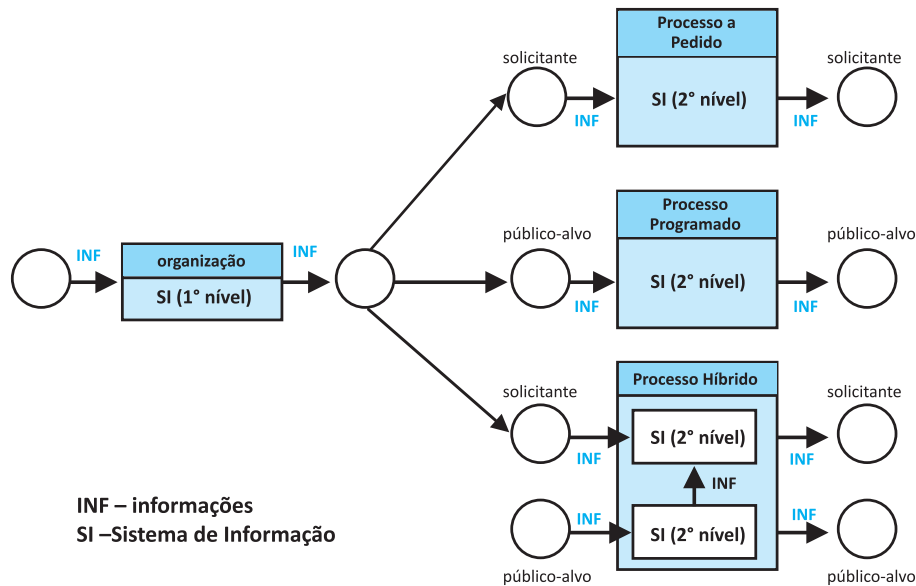 Processo a
Pedido
solicitante
solicitante
SI (2° nível)
INF
INF
Processo
Programado
público-alvo
público-alvo
INF
INF
organização
SI (2° nível)
SI (1° nível)
INF
INF
Processo Híbrido
solicitante
solicitante
SI (2° nível)
INF
INF
INF
INF – informações
SI –Sistema de Informação
INF
INF
SI (2° nível)
público-alvo
público-alvo